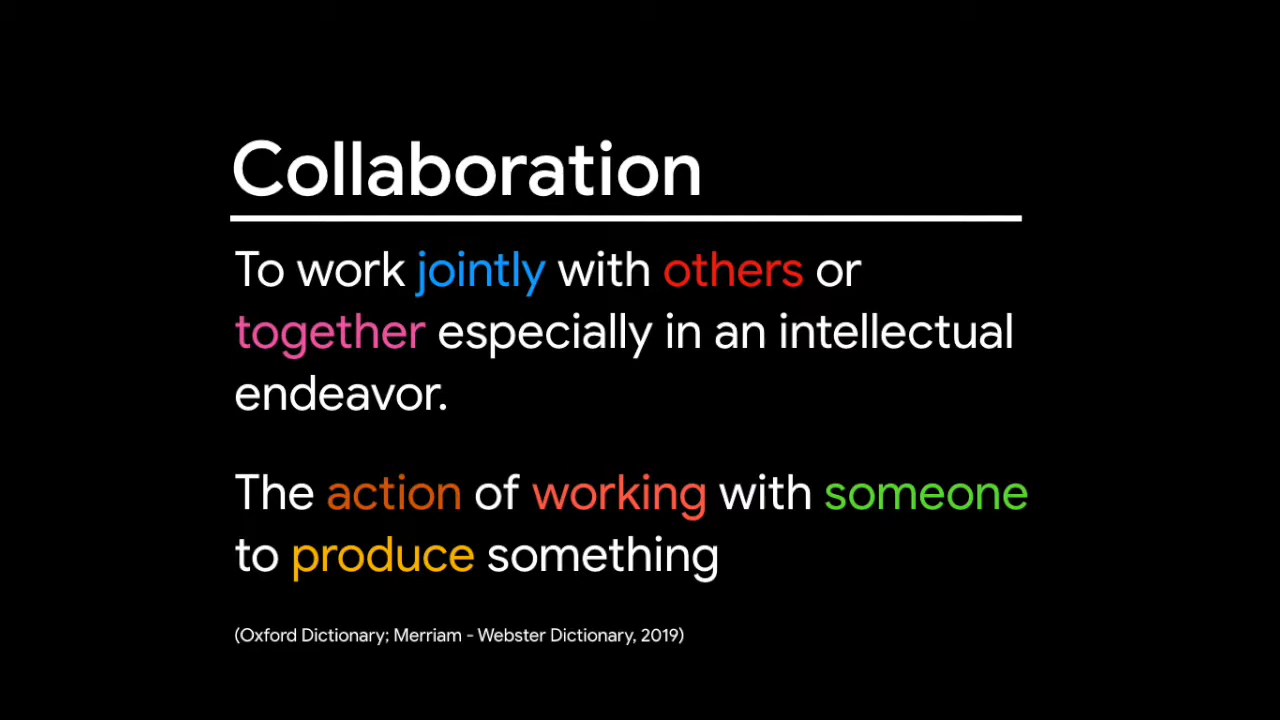 Collaboration
To work jointly with others or
together especially in an intellectual
endeavor.
The action of working with someone
to produce something
(Oxford Dictionary; Merriam - Webster Dictionary, 2019)